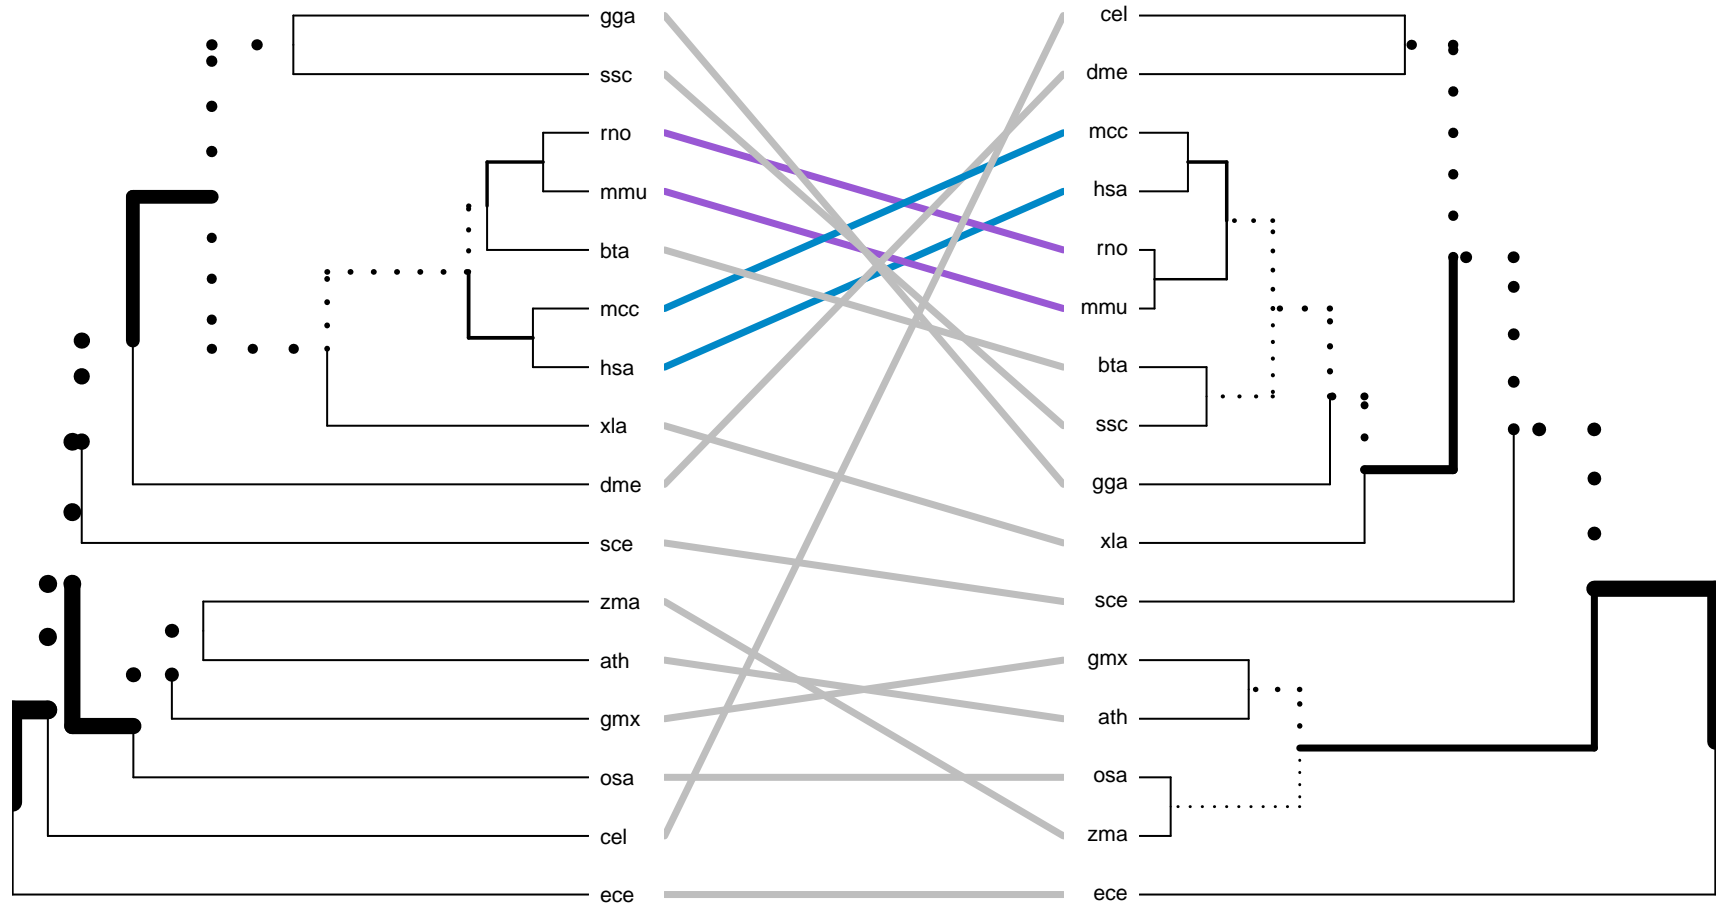 gga cel
ssc dme
rno mcc
mmu hsa
bta rno
mcc mmu
hsa bta
xla ssc
dme gga
sce xla
zma sce
ath gmx
gmx ath
osa osa
cel zma
ece ece